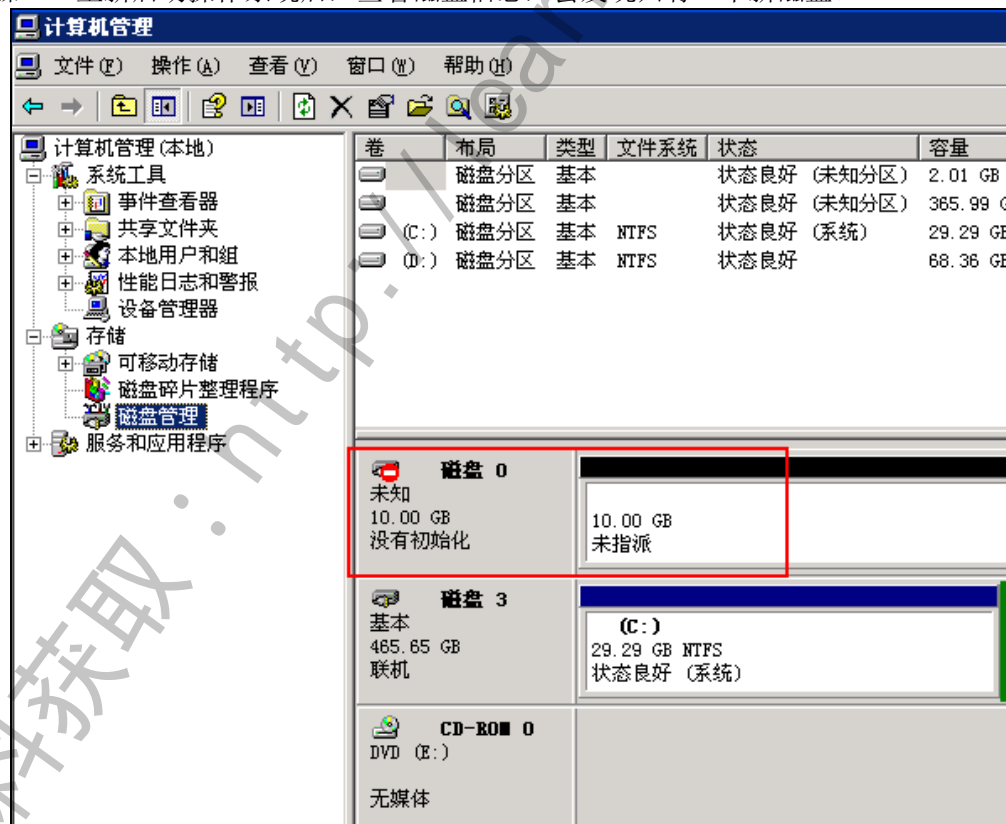 计算机管理
文件(F) 操作(A) 查看(V) 窗口(W) 帮助(H)
计算机管理(本地)
系统工具
事件查看器
共享文件夹
本地用户和组
性能日志和警报
设备管理器
存储
可移动存储
磁盘碎片整理程序
磁盘管理
服务和应用程序
卷 布局 类型 文件系统 状态 容量
磁盘分区 基本 状态良好 (未知分区) 2.01 GB
磁盘分区 基本 状态良好 (未知分区) 365.99 G
(C:) 磁盘分区 基本 NTFS 状态良好 (系统) 29.29 GB
(D:) 磁盘分区 基本 NTFS 状态良好 68.36 GB
磁盘 0
未知
10.00 GB
没有初始化
10.00 GB
未指派
磁盘 3
基本
465.65 GB
联机
(C:)
29.29 GB NTFS
状态良好 (系统)
CD-ROM 0
DVD (E:)
无媒体
获取:http://lear